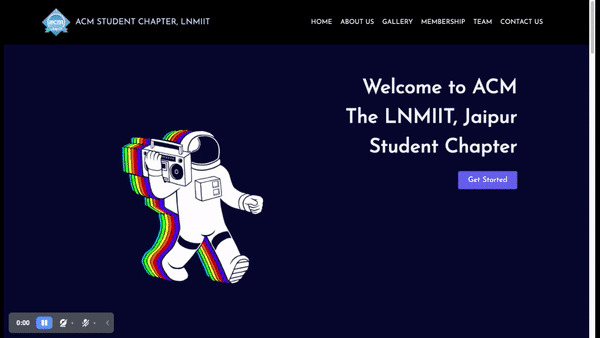 acm
ACM STUDENT CHAPTER, LNMIIT
HOME ABOUT US GALLERY MEMBERSHIP TEAM CONTACT US
Welcome to ACM
The LNMIIT, Jaipur
Student Chapter
Get Started
0:00